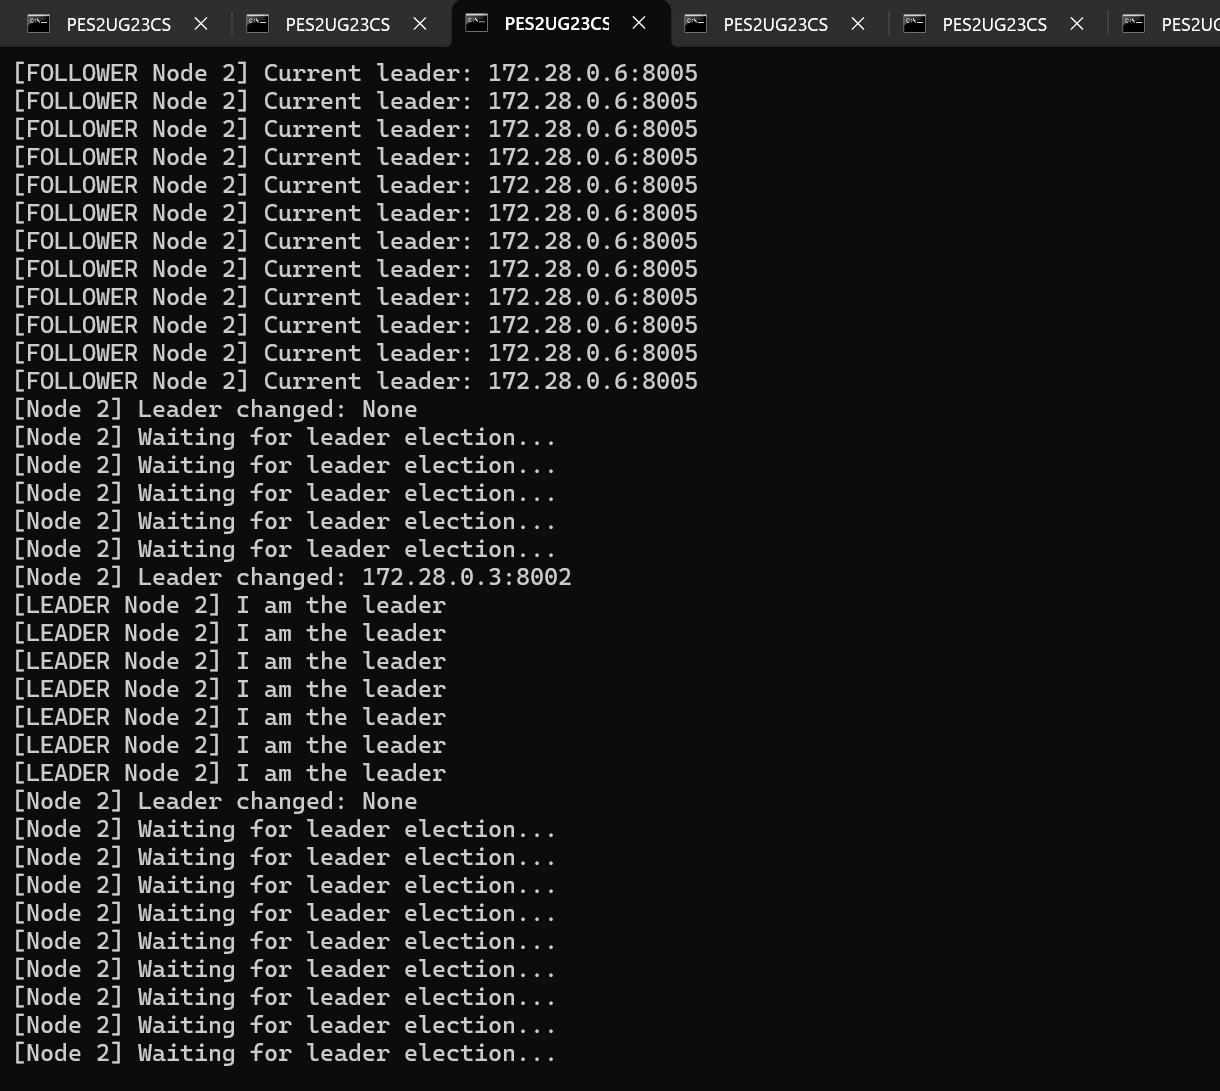 PES2UG23CS PES2UG23CS PES2UG23CS PES2UG23CS PES2UG23CS PES2UG
[FOLLOWER Node 2] Current leader: 172.28.0.6:8005
[FOLLOWER Node 2] Current leader: 172.28.0.6:8005
[FOLLOWER Node 2] Current leader: 172.28.0.6:8005
[FOLLOWER Node 2] Current leader: 172.28.0.6:8005
[FOLLOWER Node 2] Current leader: 172.28.0.6:8005
[FOLLOWER Node 2] Current leader: 172.28.0.6:8005
[FOLLOWER Node 2] Current leader: 172.28.0.6:8005
[FOLLOWER Node 2] Current leader: 172.28.0.6:8005
[FOLLOWER Node 2] Current leader: 172.28.0.6:8005
[FOLLOWER Node 2] Current leader: 172.28.0.6:8005
[FOLLOWER Node 2] Current leader: 172.28.0.6:8005
[FOLLOWER Node 2] Current leader: 172.28.0.6:8005
[Node 2] Leader changed: None
[Node 2] Waiting for leader election...
[Node 2] Waiting for leader election...
[Node 2] Waiting for leader election...
[Node 2] Waiting for leader election...
[Node 2] Waiting for leader election...
[Node 2] Leader changed: 172.28.0.3:8002
[LEADER Node 2] I am the leader
[LEADER Node 2] I am the leader
[LEADER Node 2] I am the leader
[LEADER Node 2] I am the leader
[LEADER Node 2] I am the leader
[LEADER Node 2] I am the leader
[LEADER Node 2] I am the leader
[Node 2] Leader changed: None
[Node 2] Waiting for leader election...
[Node 2] Waiting for leader election...
[Node 2] Waiting for leader election...
[Node 2] Waiting for leader election...
[Node 2] Waiting for leader election...
[Node 2] Waiting for leader election...
[Node 2] Waiting for leader election...
[Node 2] Waiting for leader election...
[Node 2] Waiting for leader election...